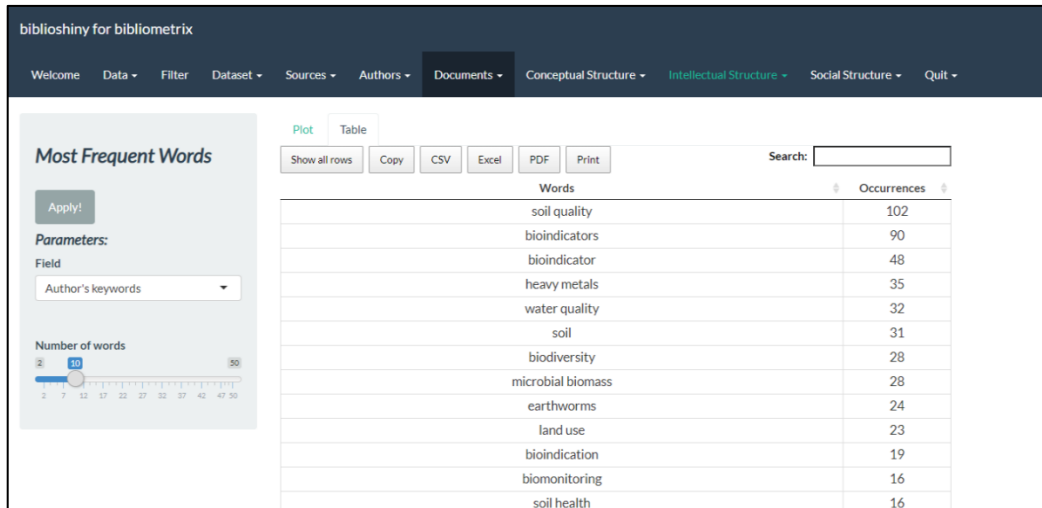 biblioshiny for bibliometrix
Welcome Data Filter Dataset Sources Authors Documents Conceptual Structure Intellectual Structure Social Structure Quit
Most Frequent Words
Apply!
Parameters:
Field
Author's keywords
Number of words
2 10 50
2 7 12 17 22 27 32 37 42 47 50
Plot Table
Show all rows Copy CSV Excel PDF Print Search:
Words Occurrences
soil quality 102
bioindicators 90
bioindicator 48
heavy metals 35
water quality 32
soil 31
biodiversity 28
microbial biomass 28
earthworms 24
land use 23
bioindication 19
biomonitoring 16
soil health 16